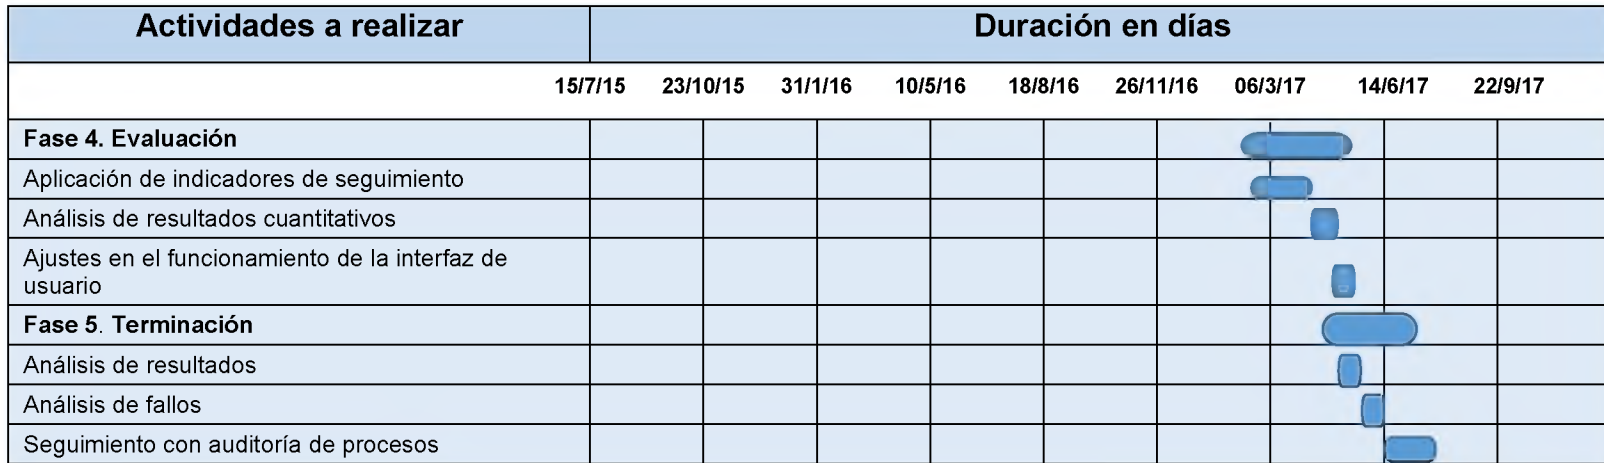 Actividades a realizar
Duración en días
15/7/15 23/10/15 31/1/16 10/5/16 18/8/16 26/11/16 06/3/17 14/6/17 22/9/17
Fase 4. Evaluación
Aplicación de indicadores de seguimiento
Análisis de resultados cuantitativos
Ajustes en el funcionamiento de la interfaz de
usuario
Fase 5. Terminación
Análisis de resultados
Análisis de fallos
Seguimiento con auditoría de procesos